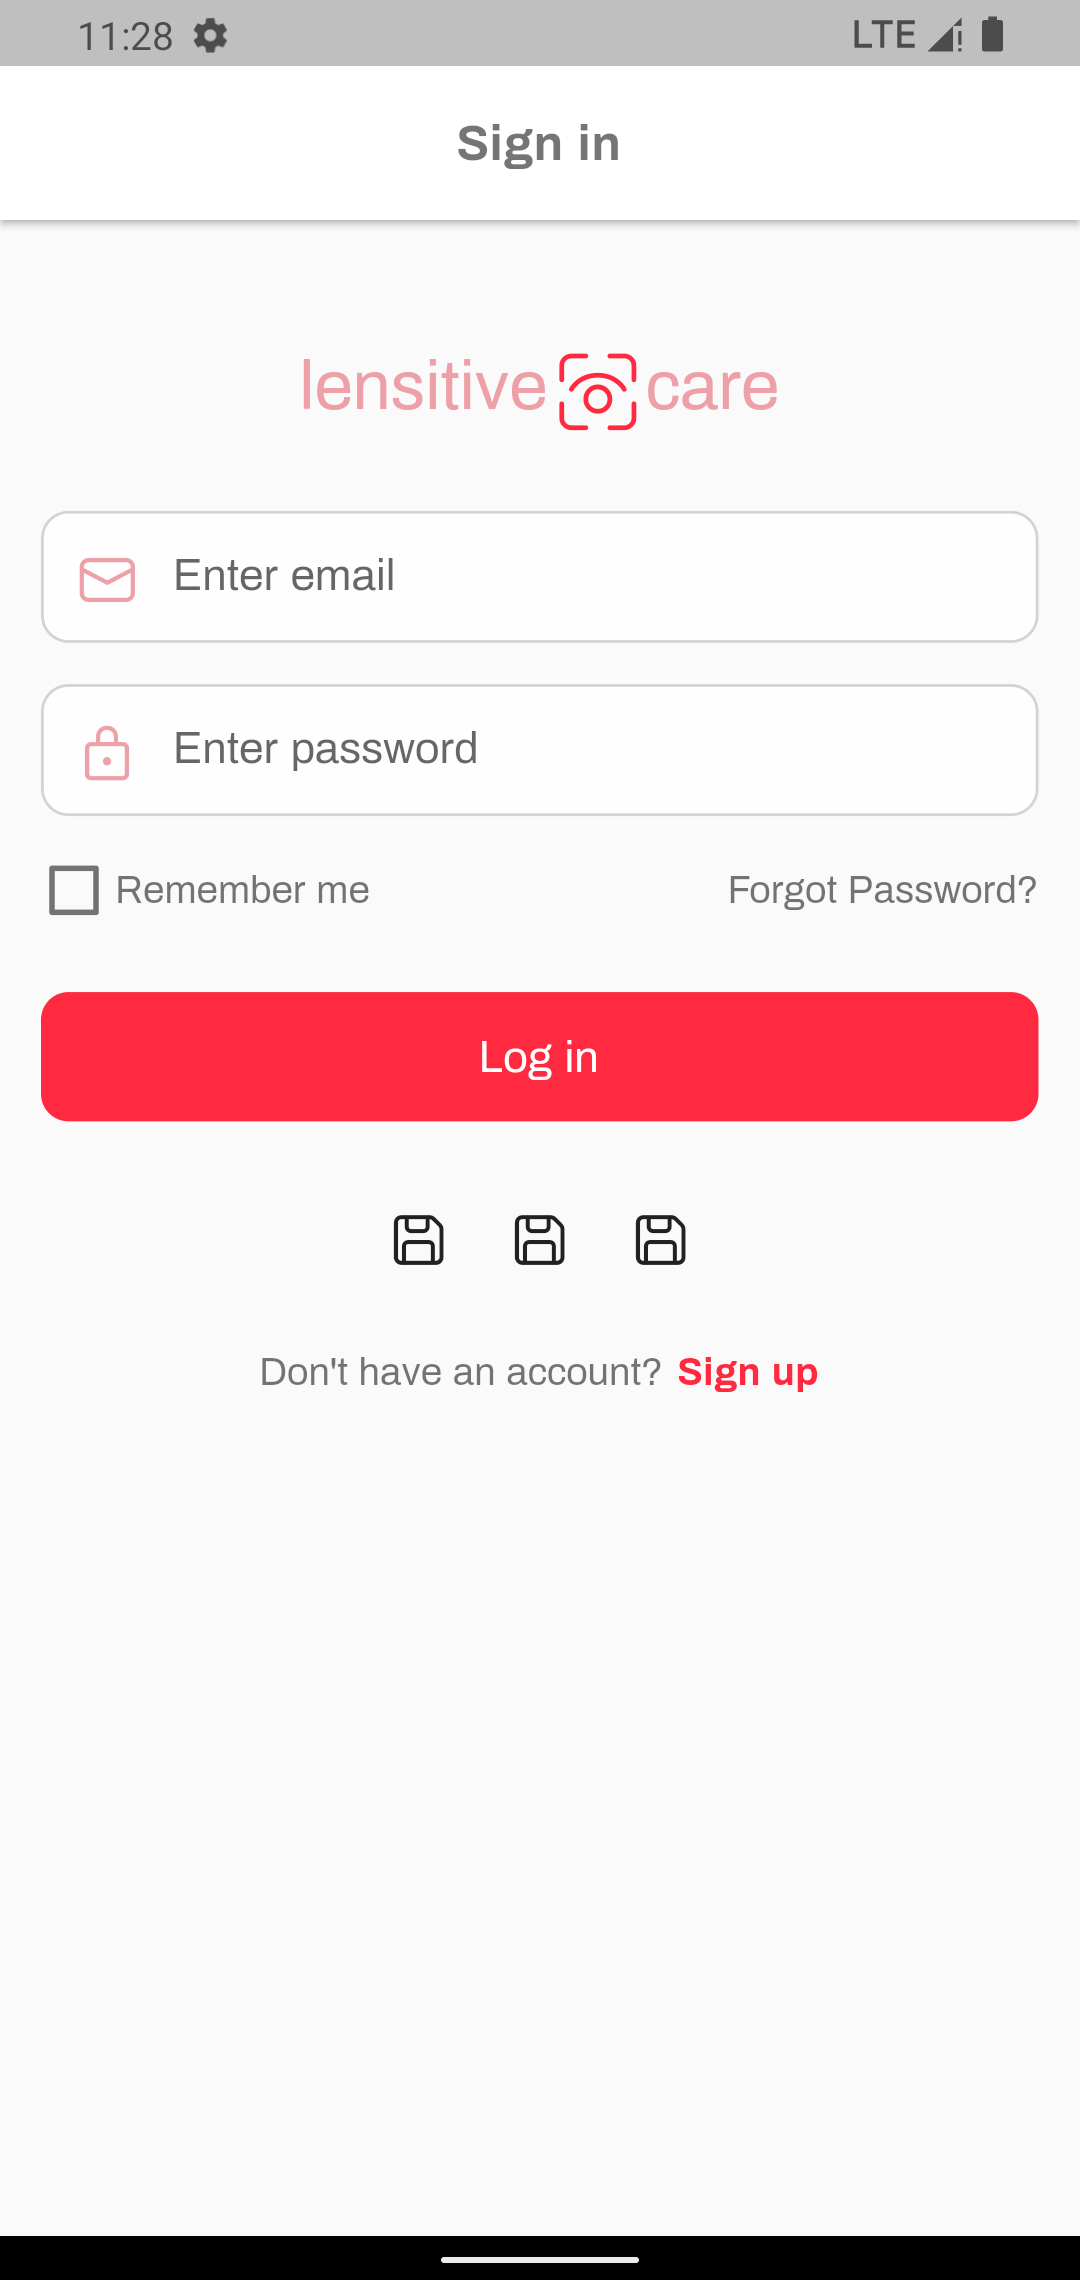 11:28 LTE
Sign in
lensitive care
Enter email
Enter password
Remember me Forgot Password?
Log in
Don't have an account? Sign up